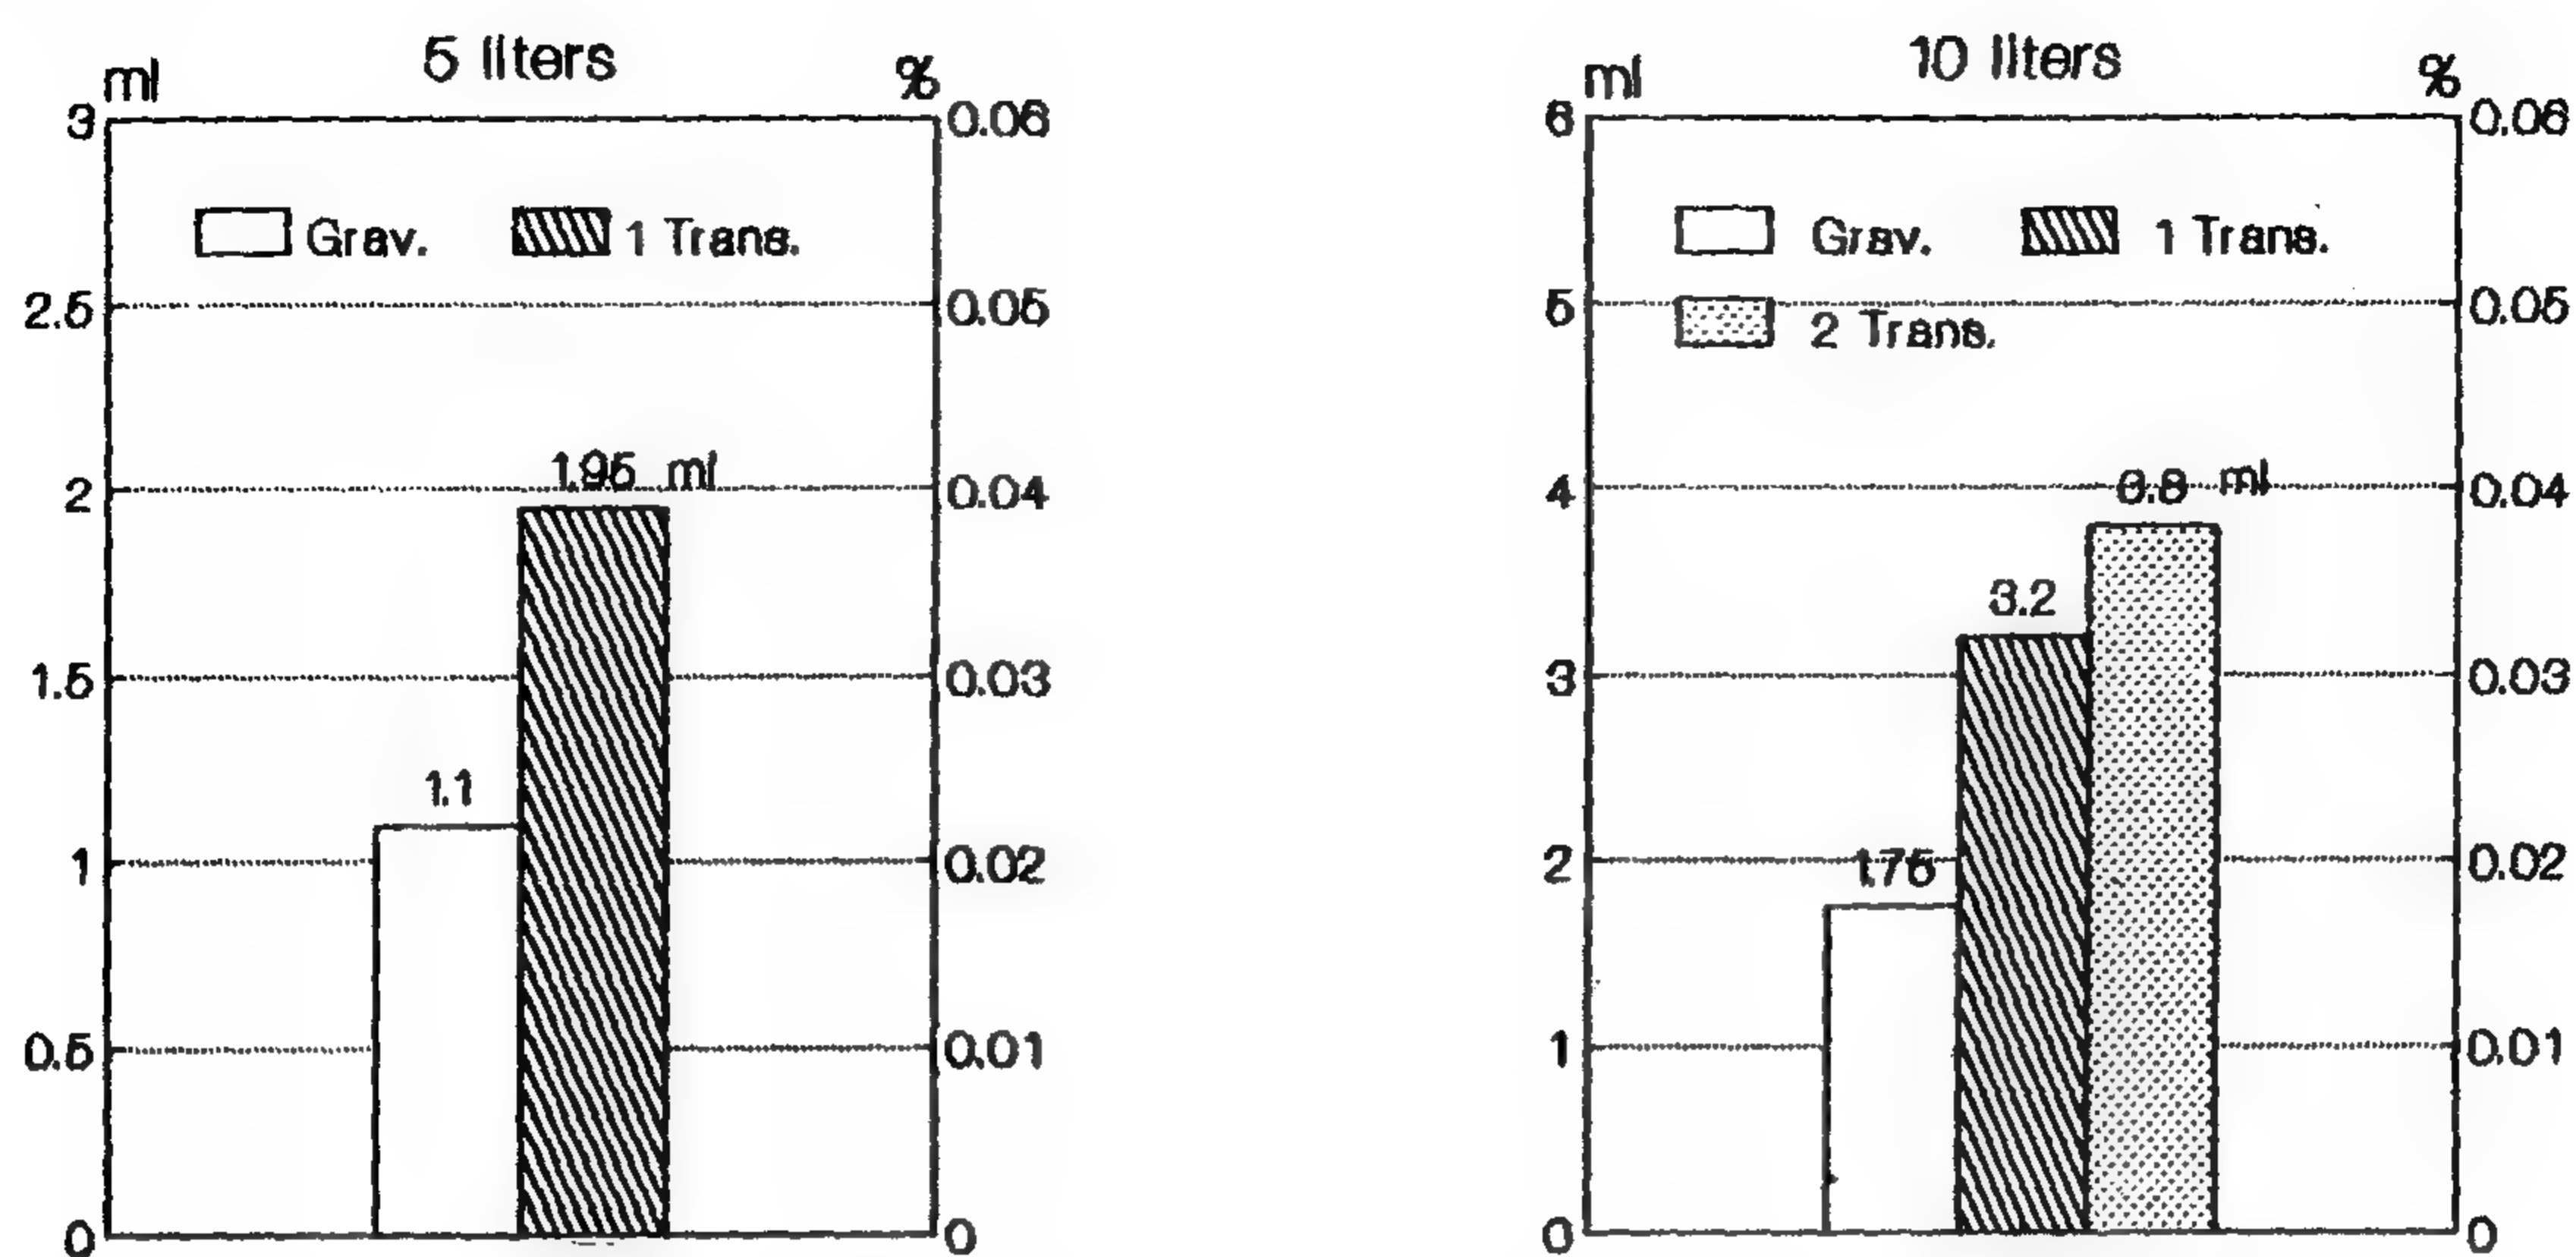 5 liters
ml %
3 0.06
Grav. 1 Trans.
2.5 0.05
1.95 ml
2 0.04
1.5 0.03
1.1
1 0.02
0.5 0.01
0 0
10 liters
ml %
6 0.06
Grav. 1 Trans.
5 0.05
2 Trans.
ml
4 0.04
3.2
3 0.03
1.75
2 0.02
1 0.01
0 0